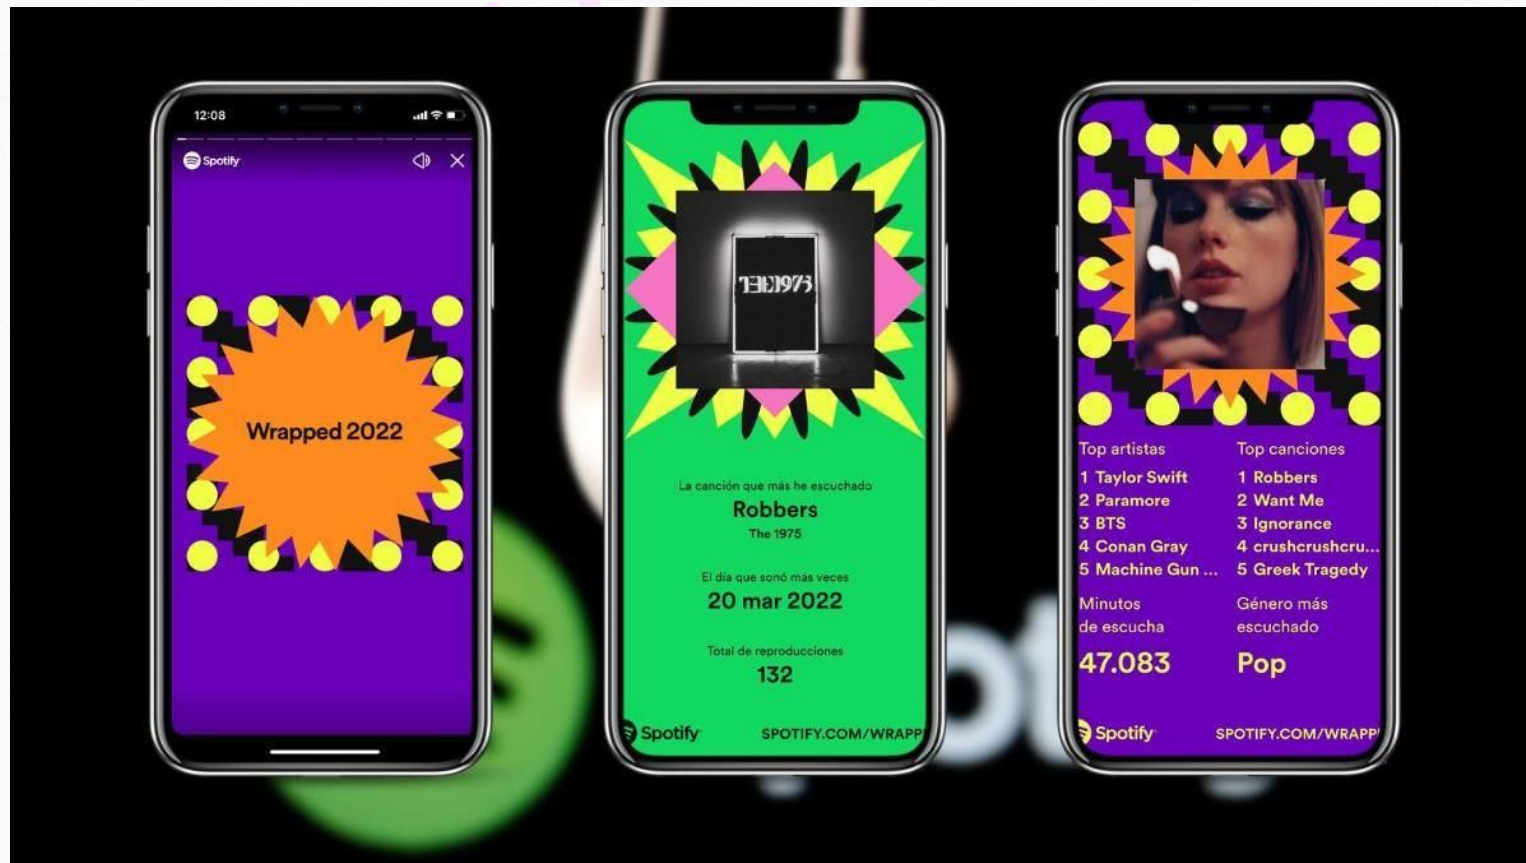 12:08
Spotify
Wrapped 2022
THE 1975
La canción que más he escuchado
Robbers
The 1975
El día que sonó más veces
20 mar 2022
Total de reproducciones
132
Spotify
SPOTIFY.COM/WRAPP
Top artistas
1 Taylor Swift
2 Paramore
3 BTS
4 Conan Gray
5 Machine Gun ...
Top canciones
1 Robbers
2 Want Me
3 Ignorance
4 crushcrushcru...
5 Greek Tragedy
Minutos
de escucha
47.083
Género más
escuchado
Pop
Spotify
SPOTIFY.COM/WRAPP